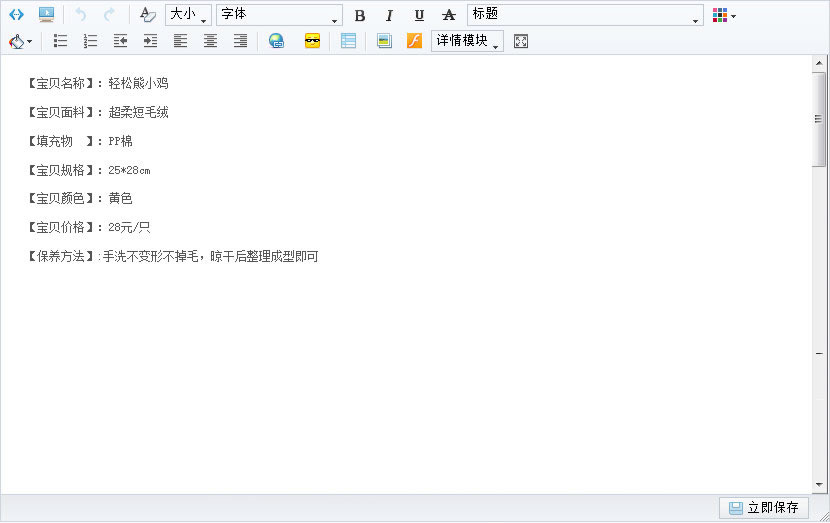 大小 字体 B I U A 标题
详情模块
【宝贝名称】：轻松熊小鸡
【宝贝面料】：超柔短毛绒
【填充物　】：PP棉
【宝贝规格】：25*28cm
【宝贝颜色】：黄色
【宝贝价格】：28元/只
【保养方法】:手洗不变形不掉毛，晾干后整理成型即可
立即保存